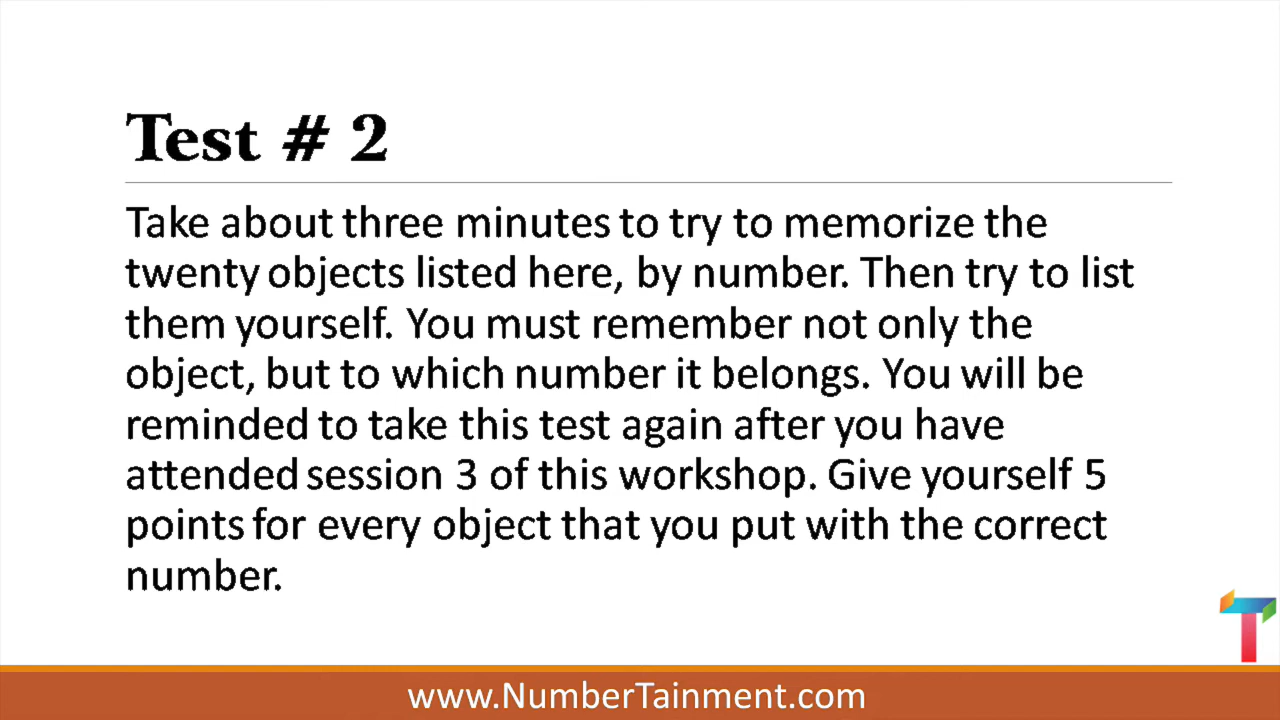 Test # 2
Take about three minutes to try to memorize the
twenty objects listed here, by number. Then try to list
them yourself. You must remember not only the
object, but to which number it belongs. You will be
reminded to take this test again after you have
attended session 3 of this workshop. Give yourself 5
points for every object that you put with the correct
number.
www.NumberTainment.com